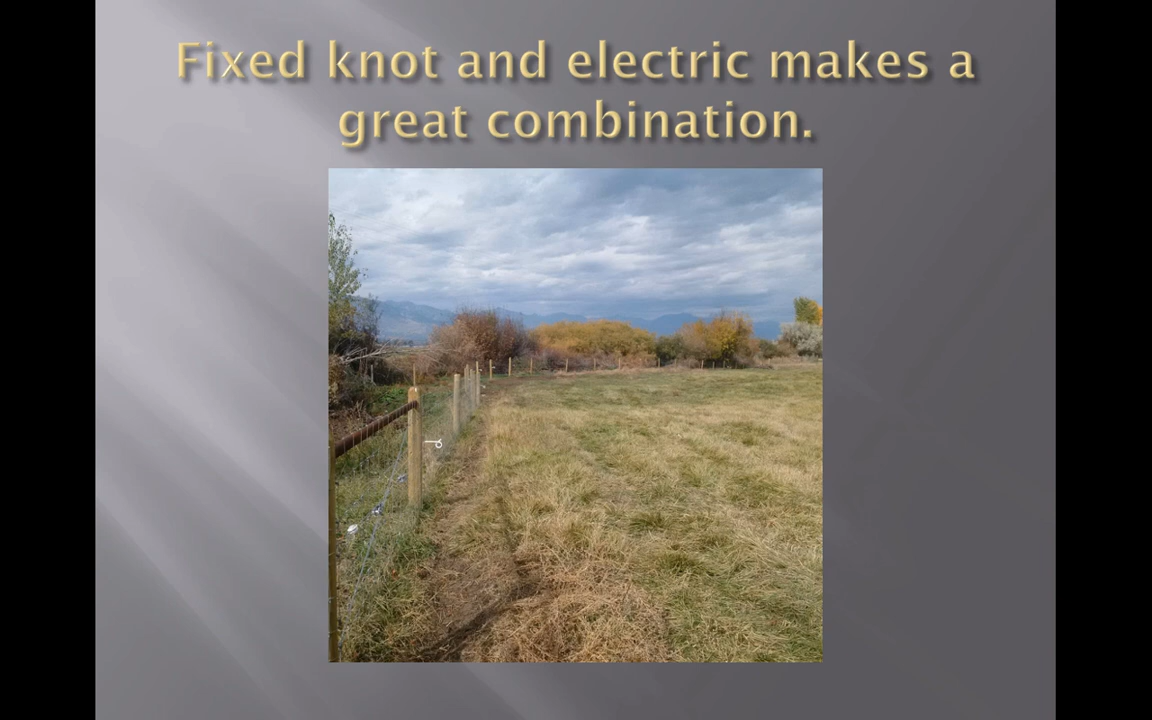 Fixed knot and electric makes a
great combination.